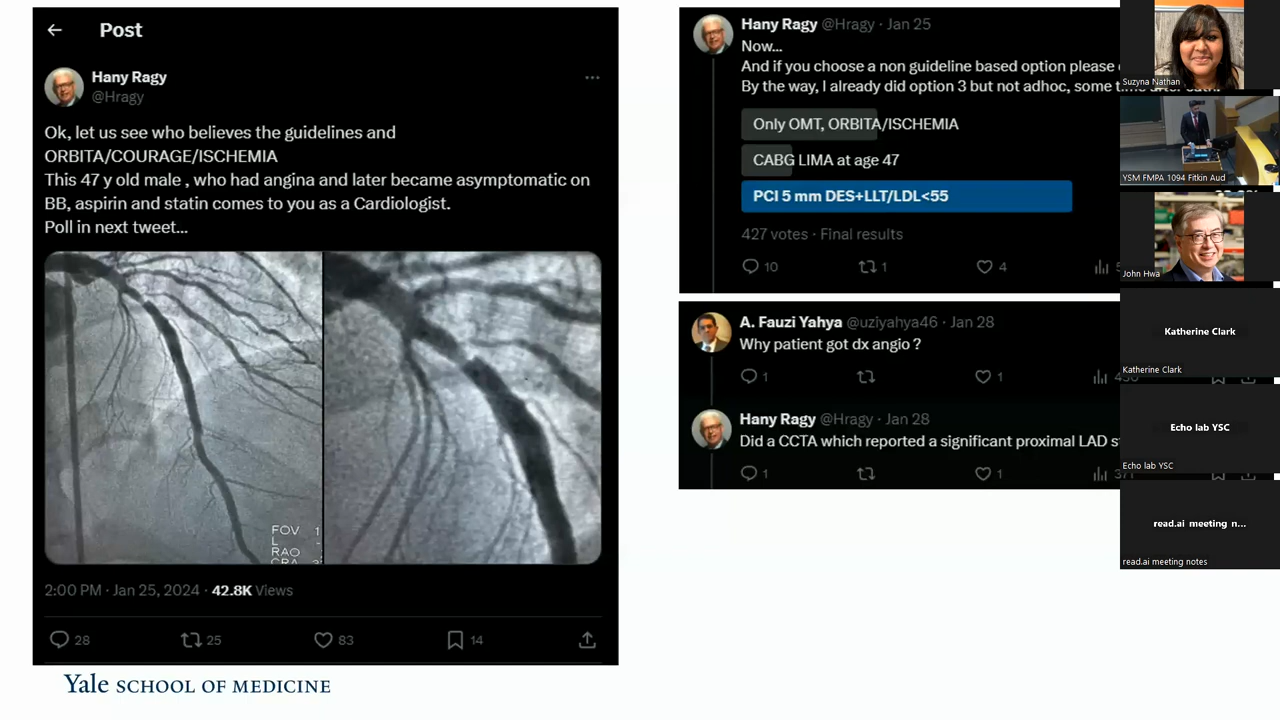 Post
Hany Ragy
@Hragy
Ok, let us see who believes the guidelines and
ORBITA/COURAGE/ISCHEMIA
This 47 y old male , who had angina and later became asymptomatic on
BB, aspirin and statin comes to you as a Cardiologist.
Poll in next tweet...
FOV 1
L -
RAO
2:00 PM · Jan 25, 2024 · 42.8K Views
28
25
83
14
Yale SCHOOL OF MEDICINE
Hany Ragy @Hragy · Jan 25
Now...
And if you choose a non guideline based option please
By the way, I already did option 3 but not adhoc, some
Only OMT, ORBITA/ISCHEMIA
CABG LIMA at age 47
PCI 5 mm DES+LLT/LDL<55
427 votes · Final results
10
1
4
A. Fauzi Yahya @uziyahya46 · Jan 28
Why patient got dx angio ?
1
1
Hany Ragy @Hragy · Jan 28
Did a CCTA which reported a significant proximal LAD
1
1
Suzyna Nathan
YSM FMPA 1094 Fitkin Aud
John Hwa
Katherine Clark
Katherine Clark
Echo lab YSC
Echo lab YSC
read.ai meeting n...
read.ai meeting notes